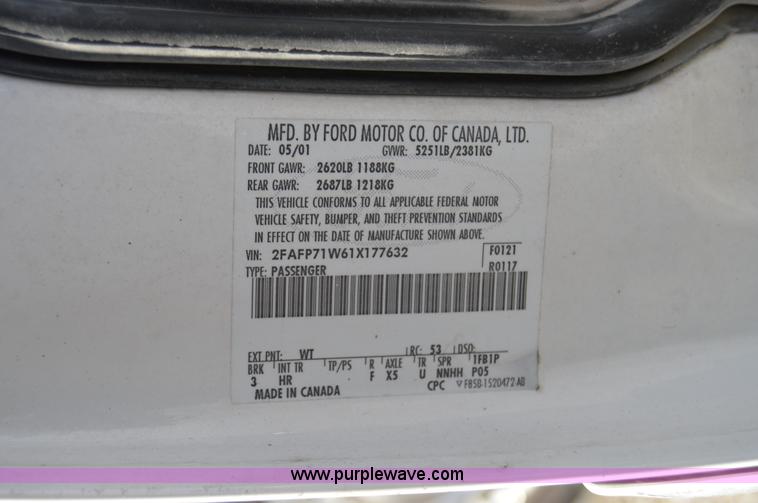 MFD. BY FORD MOTOR CO. OF CANADA, LTD.
DATE: 05/01 GVWR: 5251LB/2381KG
FRONT GAWR: 2620LB 1188KG
REAR GAWR: 2687LB 1218KG
THIS VEHICLE CONFORMS TO ALL APPLICABLE FEDERAL MOTOR
VEHICLE SAFETY, BUMPER, AND THEFT PREVENTION STANDARDS
IN EFFECT ON THE DATE OF MANUFACTURE SHOWN ABOVE.
VIN: 2FAFP71W61X177632 F0121
TYPE: PASSENGER R0117
EXT PNT: WT RC: 53 DSO:
BRK INT TR TP/PS R AXLE TR SPR 1FB1P
3 HR F X5 U NNHH P05
MADE IN CANADA CPC F85B-1520472-AB
www.purplewave.com